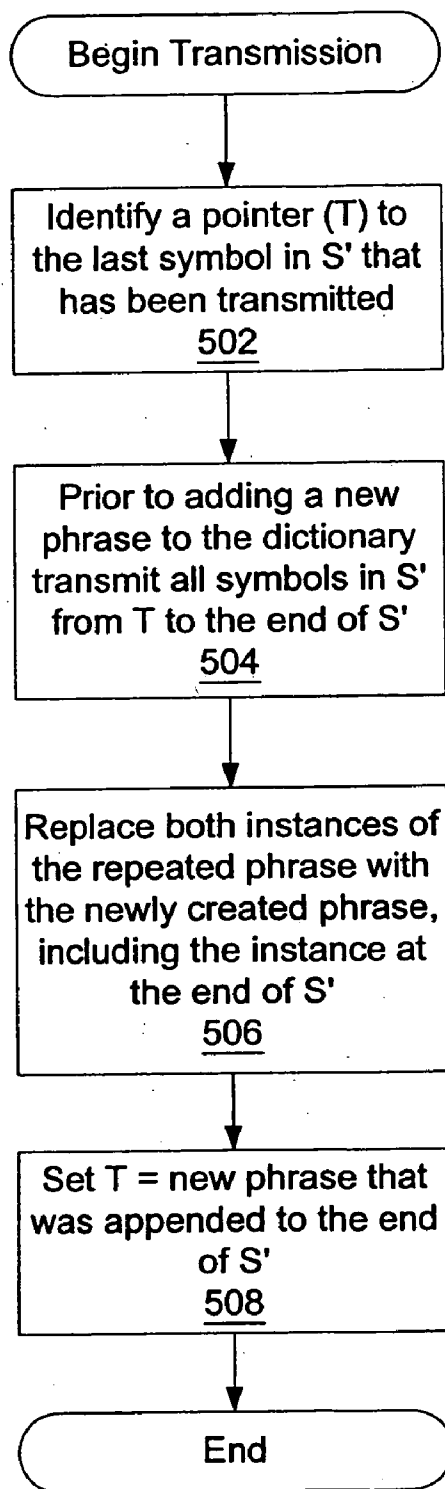 Begin Transmission
Identify a pointer (T) to
the last symbol in S' that
has been transmitted
502
Prior to adding a new
phrase to the dictionary
transmit all symbols in S'
from T to the end of S'
504
Replace both instances of
the repeated phrase with
the newly created phrase,
including the instance at
the end of S'
506
Set T = new phrase that
was appended to the end
of S'
508
End